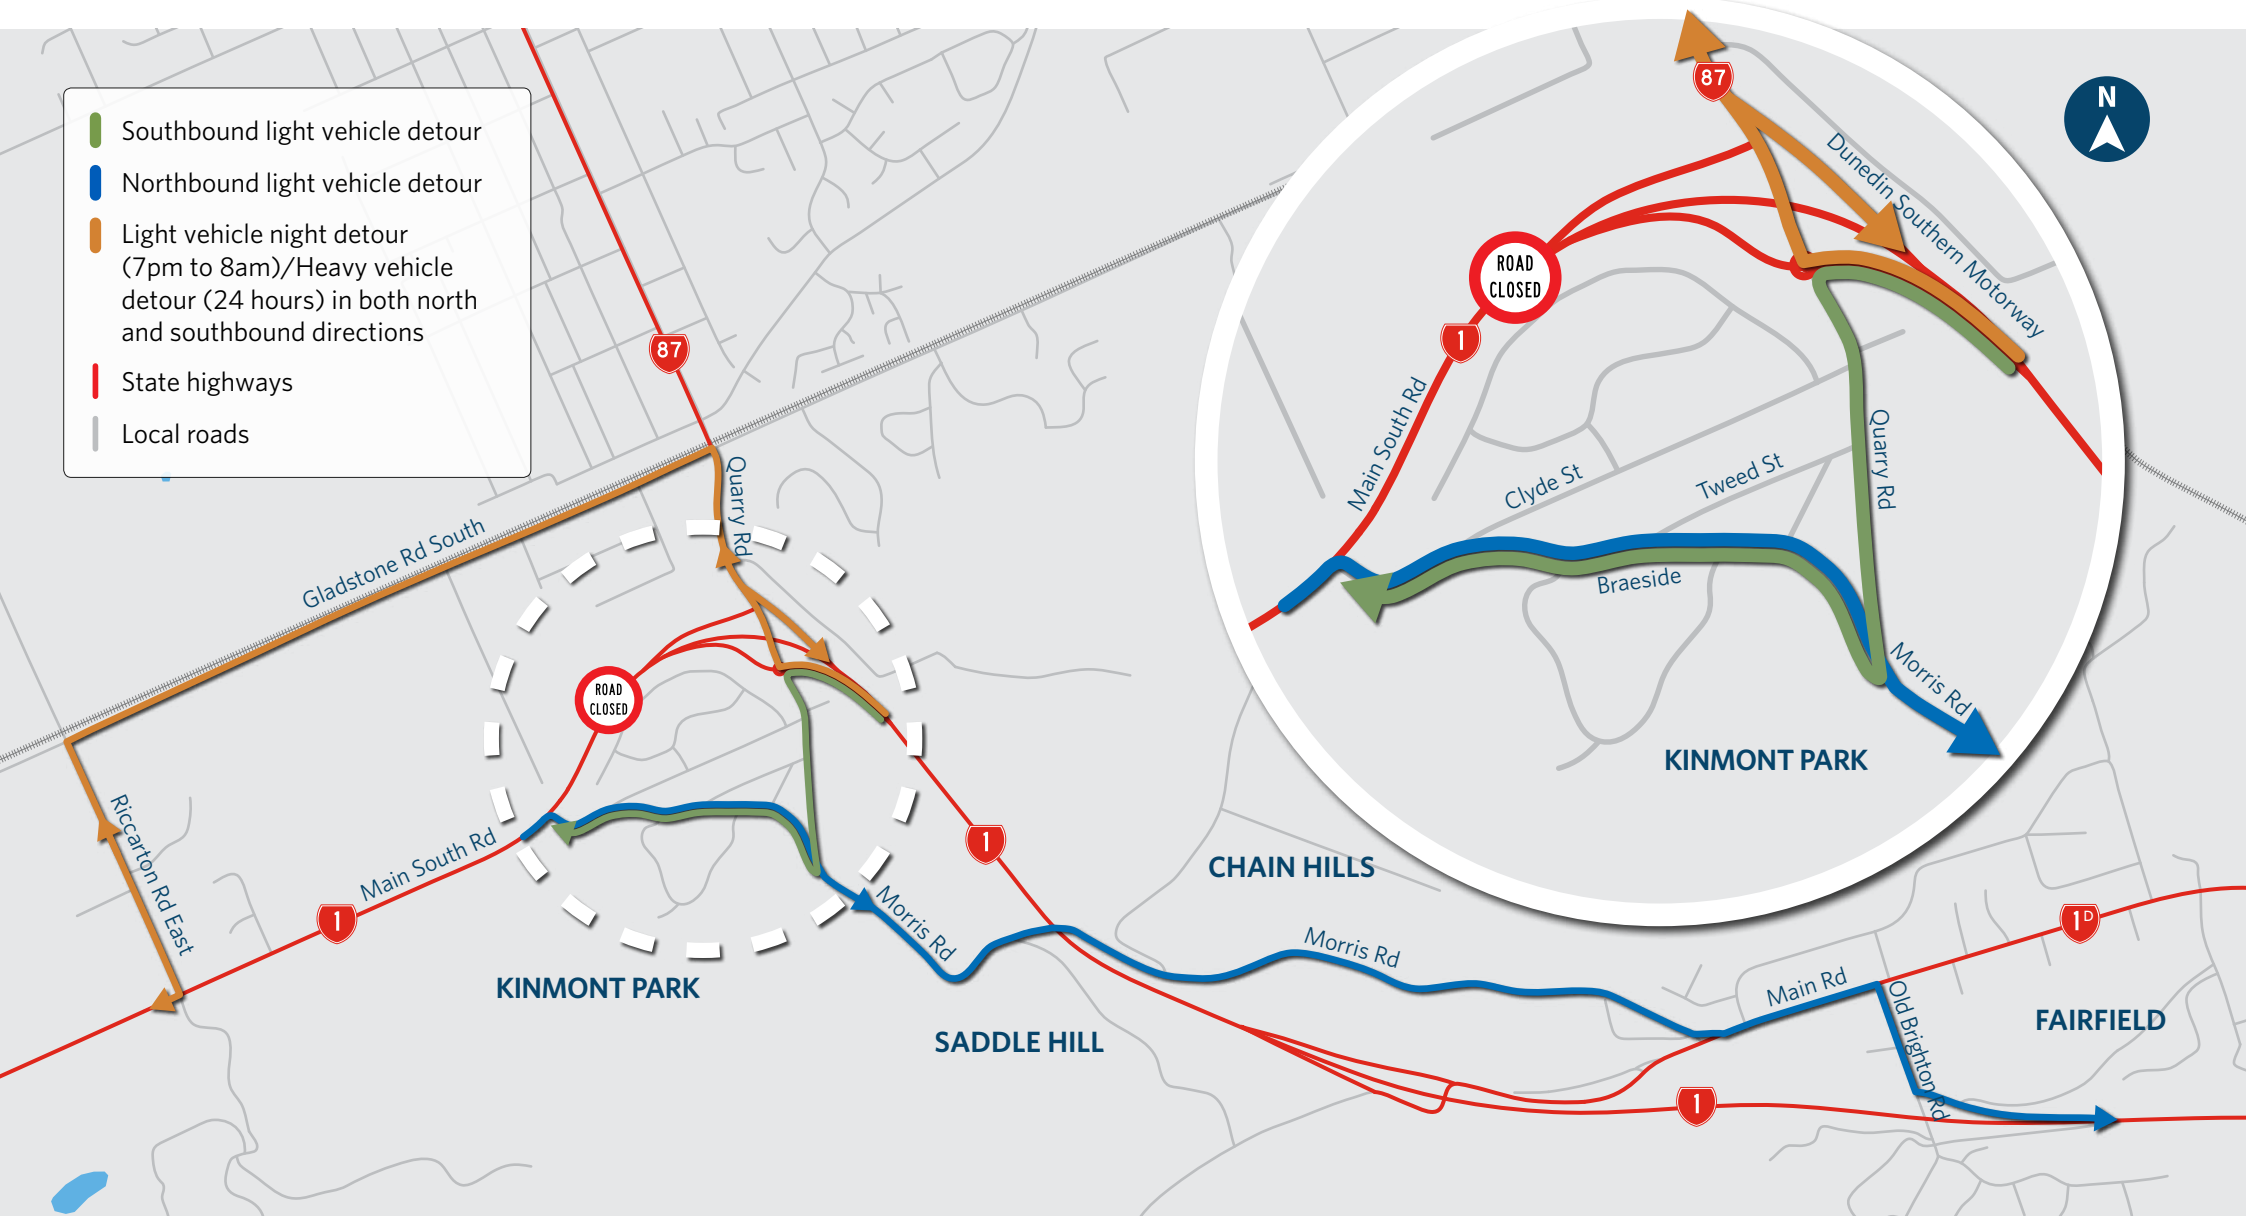 Southbound light vehicle detour
Northbound light vehicle detour
Light vehicle night detour
(7pm to 8am)/Heavy vehicle
detour (24 hours) in both north
and southbound directions
State highways
Local roads
87
N
87
Dunedin Southern Motorway
ROAD
CLOSED
1
Main South Rd
Clyde St
Tweed St
Quarry Rd
Braeside
Morris Rd
KINMONT PARK
Gladstone Rd South
Quarry Rd
ROAD
CLOSED
Riccarton Rd East
Main South Rd
1
1
Morris Rd
KINMONT PARK
SADDLE HILL
CHAIN HILLS
Morris Rd
Main Rd
Old Brighton Rd
1D
FAIRFIELD
1